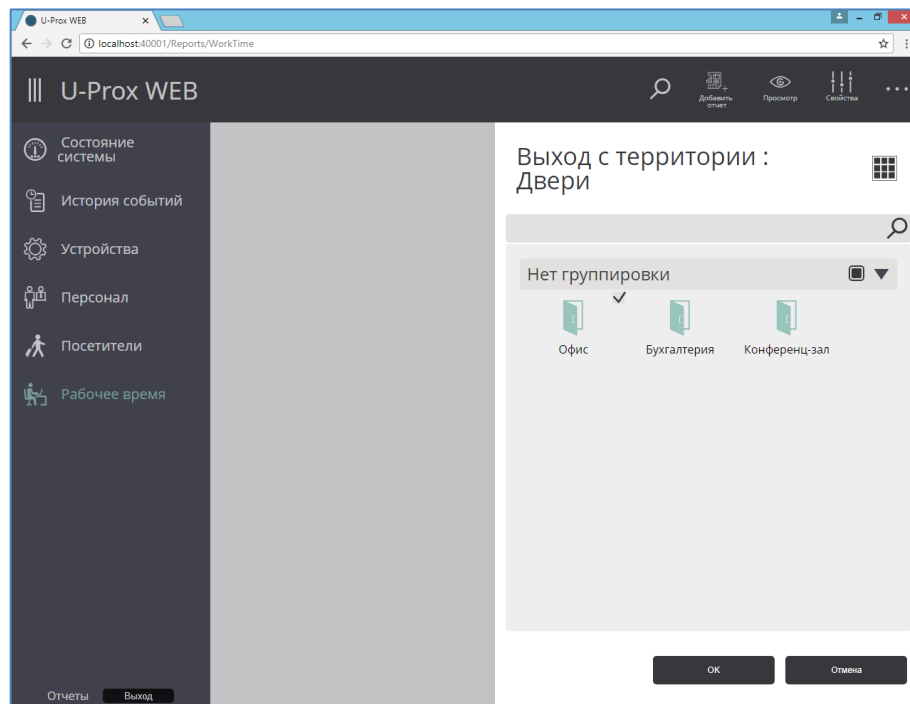 U-Prox WEB
localhost:40001/Reports/WorkTime
U-Prox WEB
Добавить
отчет
Просмотр
Свойства
Состояние
системы
История событий
Устройства
Персонал
Посетители
Рабочее время
Отчеты
Выход
Выход с территории :
Двери
Нет группировки
Офис
Бухгалтерия
Конференц-зал
OK
Отмена